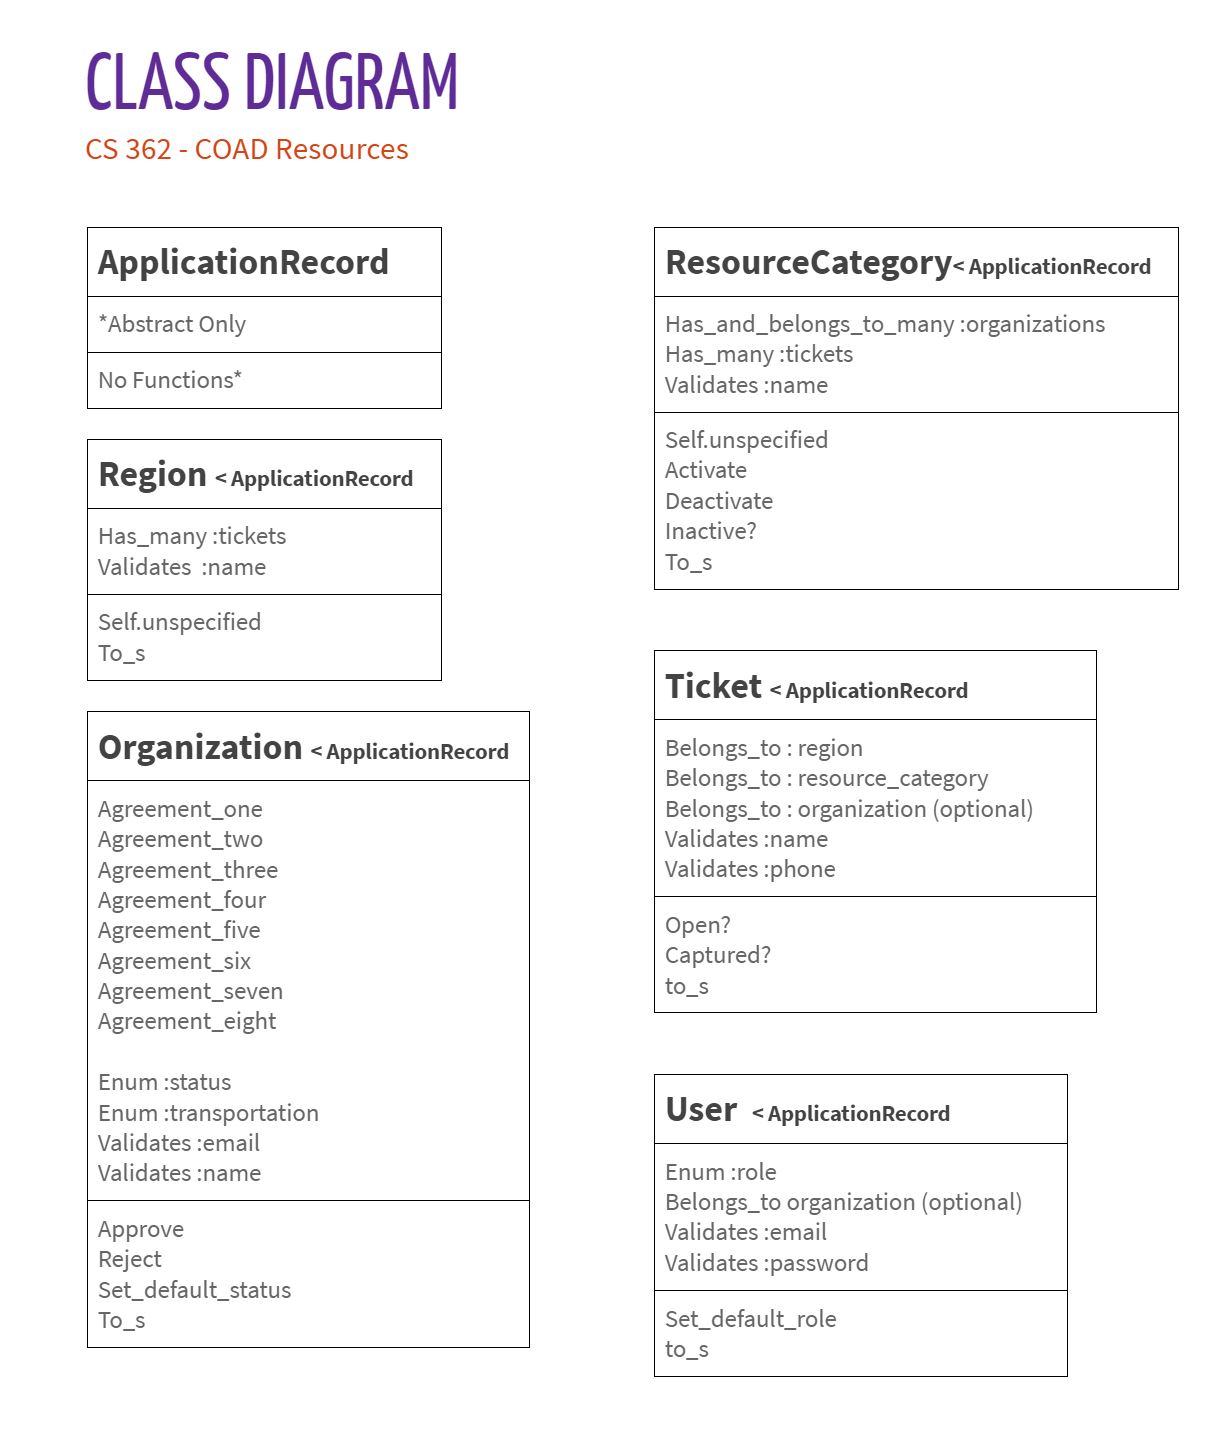 CLASS DIAGRAM
CS 362 - COAD Resources
ApplicationRecord
*Abstract Only
No Functions*
Region < ApplicationRecord
Has_many :tickets
Validates  :name
Self.unspecified
To_s
Organization < ApplicationRecord
Agreement_one
Agreement_two
Agreement_three
Agreement_four
Agreement_five
Agreement_six
Agreement_seven
Agreement_eight
Enum :status
Enum :transportation
Validates :email
Validates :name
Approve
Reject
Set_default_status
To_s
ResourceCategory< ApplicationRecord
Has_and_belongs_to_many :organizations
Has_many :tickets
Validates :name
Self.unspecified
Activate
Deactivate
Inactive?
To_s
Ticket < ApplicationRecord
Belongs_to : region
Belongs_to : resource_category
Belongs_to : organization (optional)
Validates :name
Validates :phone
Open?
Captured?
to_s
User  < ApplicationRecord
Enum :role
Belongs_to organization (optional)
Validates :email
Validates :password
Set_default_role
to_s